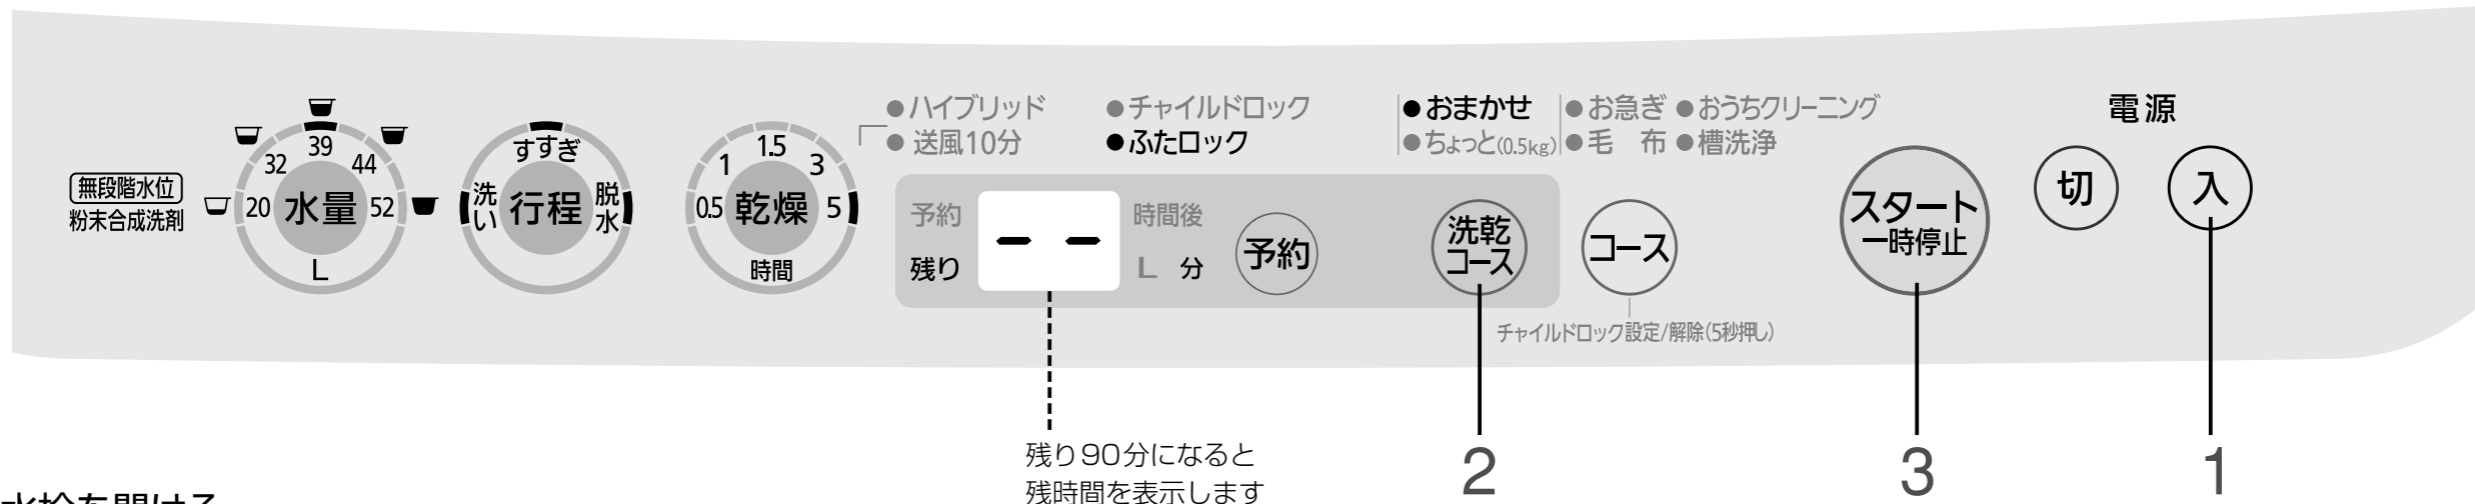 無段階水位
粉末合成洗剤
20
32
39
44
52
水量
L
洗い
すすぎ
脱水
行程
0.5
1
1.5
3
5
乾燥
時間
●ハイブリッド
●送風10分
●チャイルドロック
●ふたロック
●おまかせ
●ちょっと(0.5kg)
●お急ぎ ●おうちクリーニング
●毛 布 ●槽洗浄
予約
残り
– –
時間後
L 分
予約
洗乾
コース
コース
チャイルドロック設定/解除(5秒押し)
スタート
一時停止
電源
切
入
残り90分になると
残時間を表示します
2
3
1